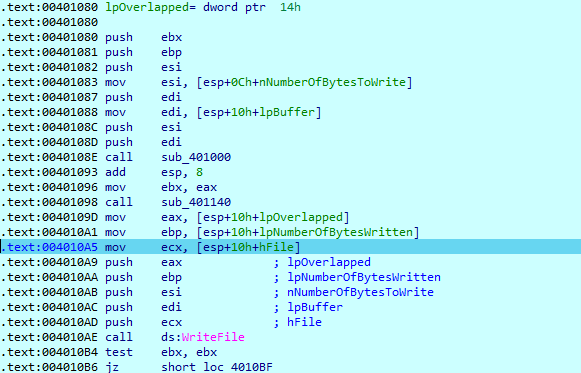 .text:00401080 lpOverlapped= dword ptr  14h
.text:00401080
.text:00401080 push    ebx
.text:00401081 push    ebp
.text:00401082 push    esi
.text:00401083 mov     esi, [esp+0Ch+nNumberOfBytesToWrite]
.text:00401087 push    edi
.text:00401088 mov     edi, [esp+10h+lpBuffer]
.text:0040108C push    esi
.text:0040108D push    edi
.text:0040108E call    sub_401000
.text:00401093 add     esp, 8
.text:00401096 mov     ebx, eax
.text:00401098 call    sub_401140
.text:0040109D mov     eax, [esp+10h+lpOverlapped]
.text:004010A1 mov     ebp, [esp+10h+lpNumberOfBytesWritten]
.text:004010A5 mov     ecx, [esp+10h+hFile]
.text:004010A9 push    eax             ; lpOverlapped
.text:004010AA push    ebp             ; lpNumberOfBytesWritten
.text:004010AB push    esi             ; nNumberOfBytesToWrite
.text:004010AC push    edi             ; lpBuffer
.text:004010AD push    ecx             ; hFile
.text:004010AE call    ds:WriteFile
.text:004010B4 test    ebx, ebx
.text:004010B6 jz      short loc_4010BF